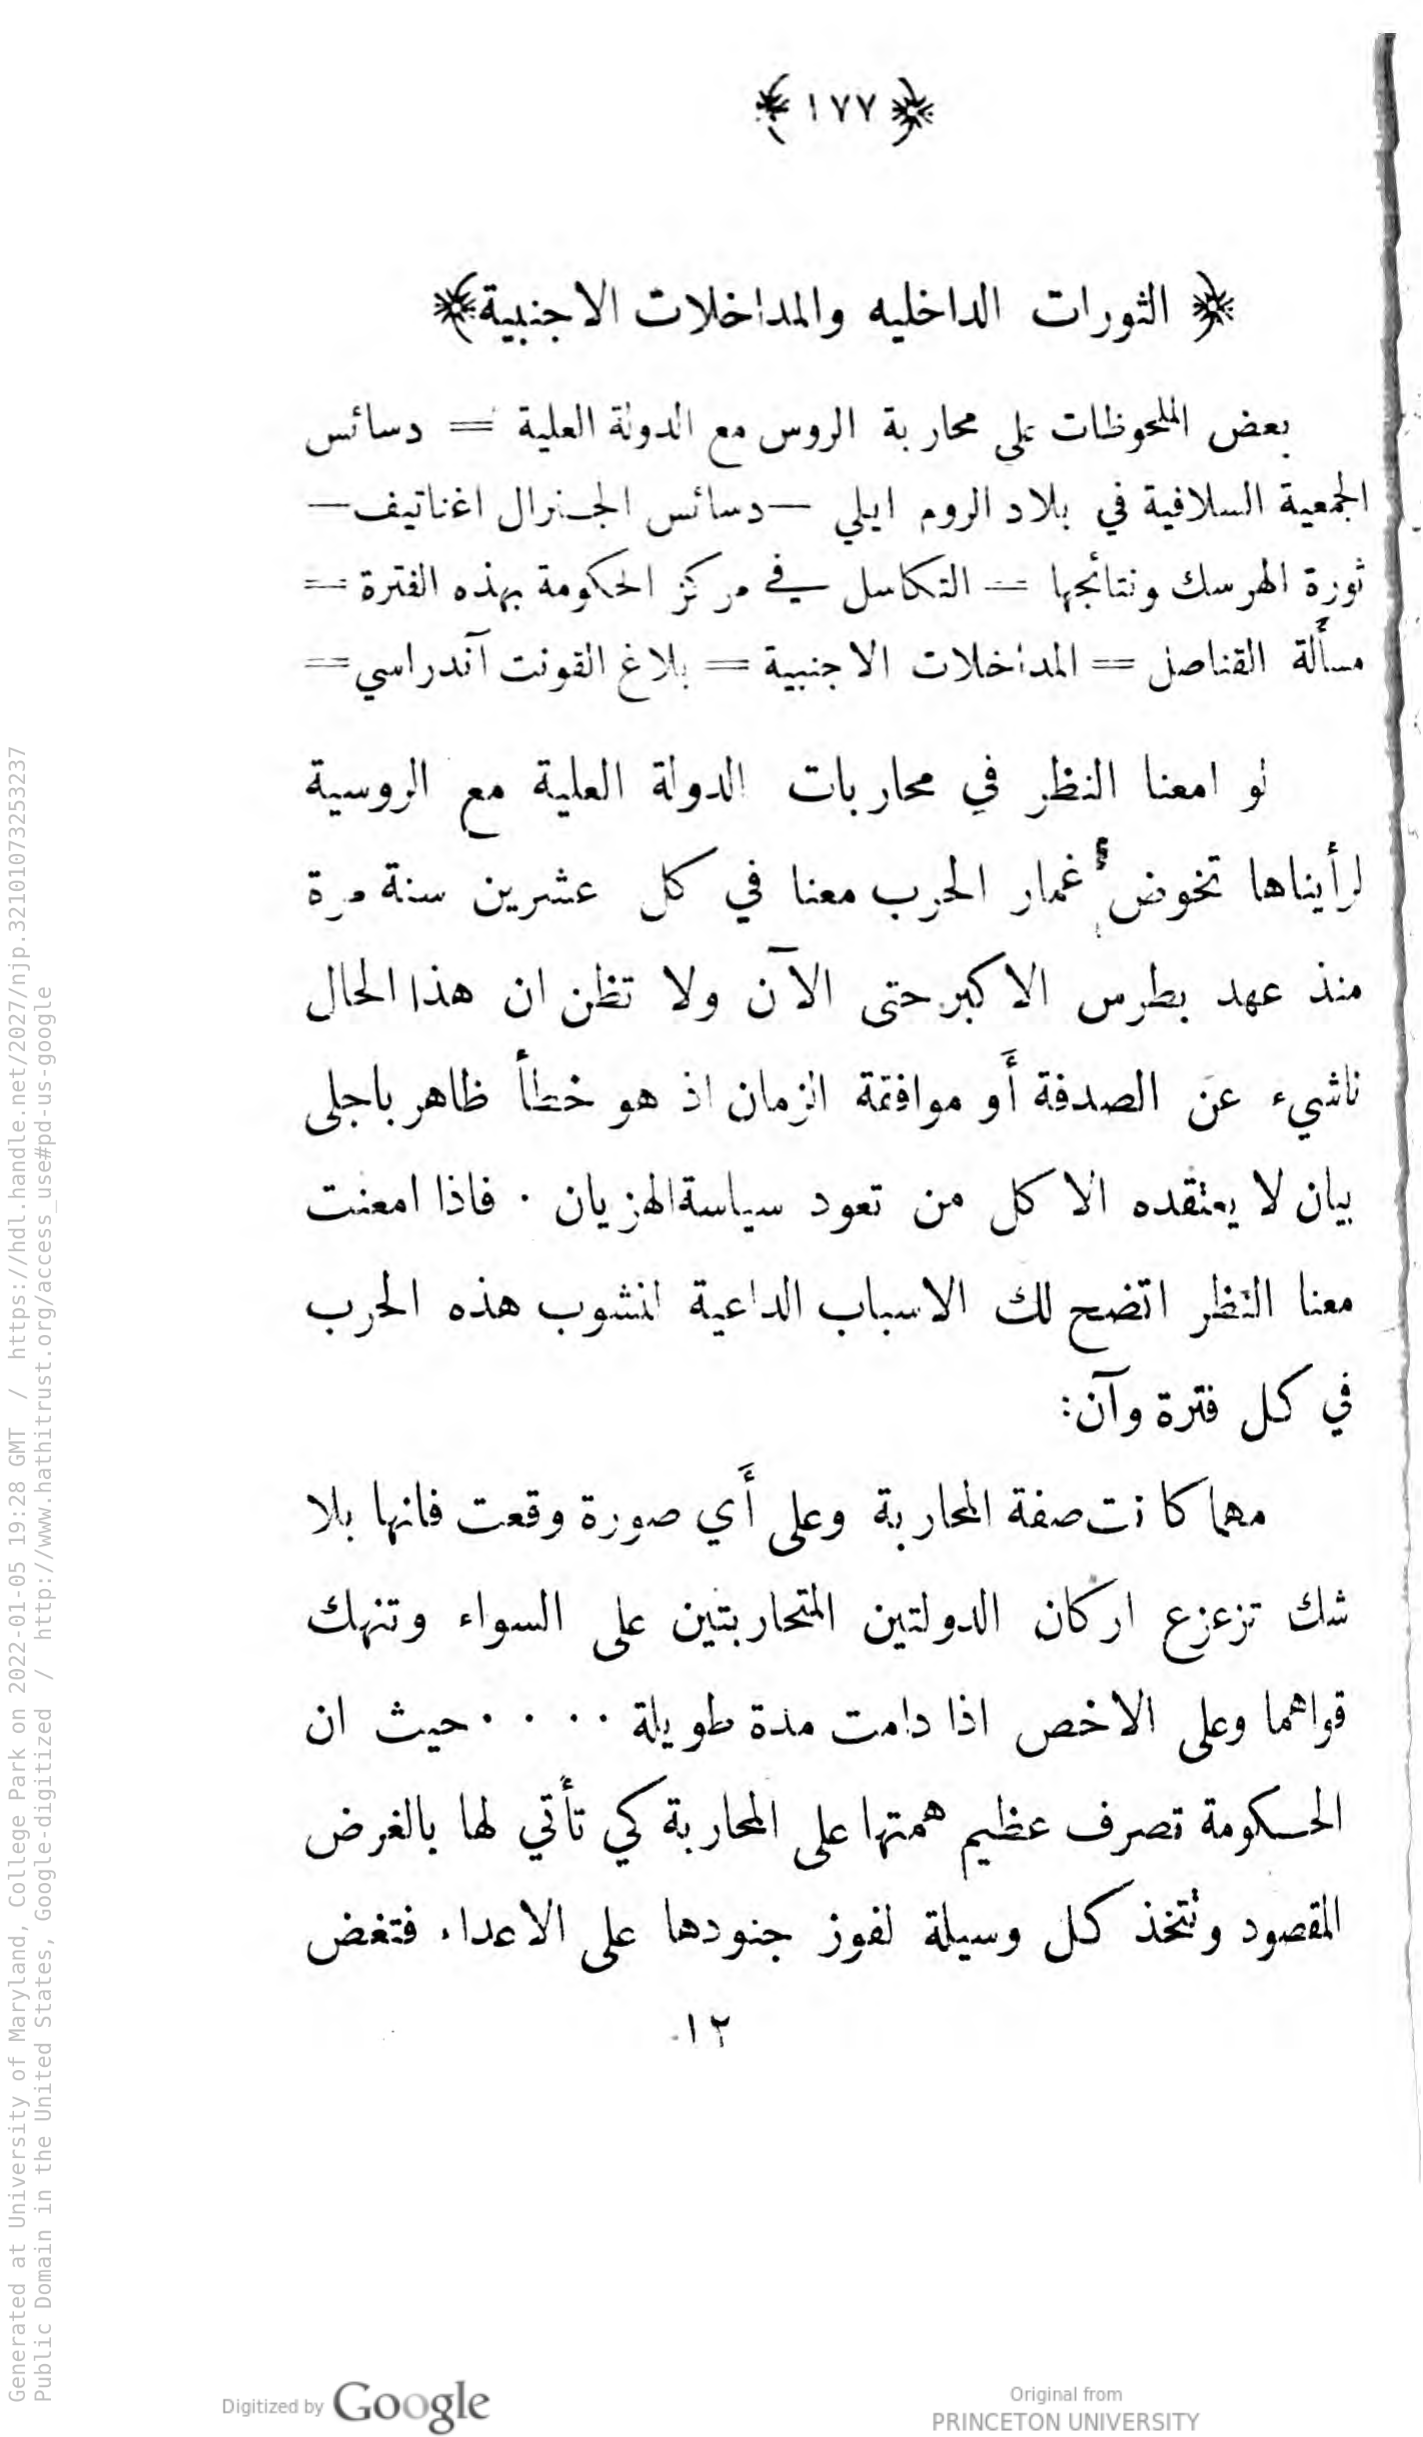 ﴿ ١٧٧ ﴾
﴿ الثورات الداخليه والمداخلات الاجنبية ﴾
بعض الملحوظات على محاربة الروس مع الدولة العلية = دسائس
الجمعية السلافية في بلاد الروم ايلي — دسائس الجنرال اغناتيف —
ثورة الهرسك ونتائجها = التكاسل في مركز الحكومة بهذه الفترة =
مسألة القناصل = المداخلات الاجنبية = بلاغ القونت آندراسي =
لو امعنا النظر في محاربات الدولة العلية مع الروسية
لرأيناها تخوض غمار الحرب معنا في كل عشرين سنة مرة
منذ عهد بطرس الاكبر حتى الآن ولا تظن ان هذا الحال
ناشيء عن الصدفة أو موافقة الزمان اذ هو خطأ ظاهر باجلى
بيان لا يعتقده الا كل من تعود سياسة الهزيان · فاذا امعنت
معنا النظر اتضح لك الاسباب الداعية لنشوب هذه الحرب
في كل فترة وآن:
مهما كانت صفة المحاربة وعلى أي صورة وقعت فانها بلا
شك تزعزع اركان الدولتين المتحاربتين على السواء وتنهك
قواهما وعلى الاخص اذا دامت مدة طويلة · · · · حيث ان
الحكومة تصرف عظيم همتها على المحاربة كي تأتي لها بالغرض
المقصود وتتخذ كل وسيلة لفوز جنودها على الاعداء فتغض
١٢
Generated at University of Maryland, College Park on 2022-01-05 19:28 GMT / https://hdl.handle.net/2027/njp.32101073253237
Public Domain in the United States, Google-digitized / http://www.hathitrust.org/access_use#pd-us-google
Digitized by Google
Original from
PRINCETON UNIVERSITY